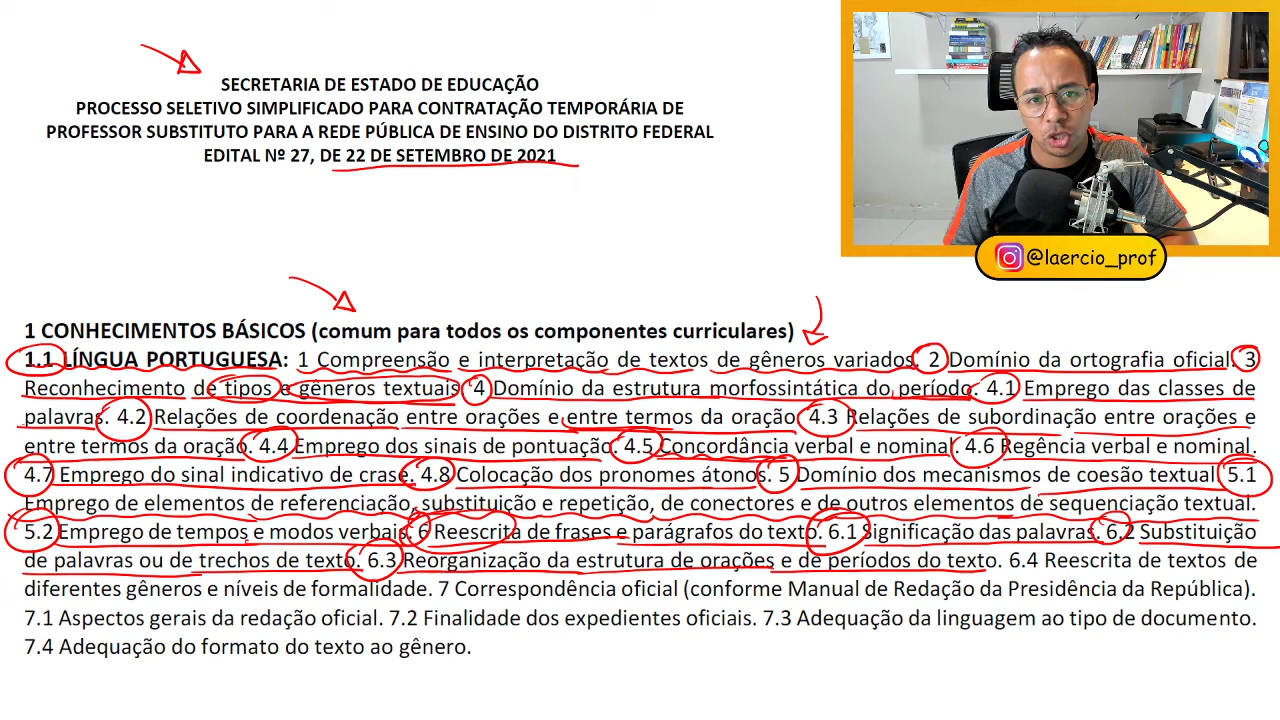 SECRETARIA DE ESTADO DE EDUCAÇÃO
PROCESSO SELETIVO SIMPLIFICADO PARA CONTRATAÇÃO TEMPORÁRIA DE
PROFESSOR SUBSTITUTO PARA A REDE PÚBLICA DE ENSINO DO DISTRITO FEDERAL
EDITAL Nº 27, DE 22 DE SETEMBRO DE 2021
@laercio_prof
1 CONHECIMENTOS BÁSICOS (comum para todos os componentes curriculares)
1.1 LÍNGUA PORTUGUESA: 1 Compreensão e interpretação de textos de gêneros variados. 2 Domínio da ortografia oficial. 3
Reconhecimento de tipos e gêneros textuais. 4 Domínio da estrutura morfossintática do período. 4.1 Emprego das classes de
palavras. 4.2 Relações de coordenação entre orações e entre termos da oração. 4.3 Relações de subordinação entre orações e
entre termos da oração. 4.4 Emprego dos sinais de pontuação. 4.5 Concordância verbal e nominal. 4.6 Regência verbal e nominal.
4.7 Emprego do sinal indicativo de crase. 4.8 Colocação dos pronomes átonos. 5 Domínio dos mecanismos de coesão textual. 5.1
Emprego de elementos de referenciação, substituição e repetição, de conectores e de outros elementos de sequenciação textual.
5.2 Emprego de tempos e modos verbais. 6 Reescrita de frases e parágrafos do texto. 6.1 Significação das palavras. 6.2 Substituição
de palavras ou de trechos de texto. 6.3 Reorganização da estrutura de orações e de períodos do texto. 6.4 Reescrita de textos de
diferentes gêneros e níveis de formalidade. 7 Correspondência oficial (conforme Manual de Redação da Presidência da República).
7.1 Aspectos gerais da redação oficial. 7.2 Finalidade dos expedientes oficiais. 7.3 Adequação da linguagem ao tipo de documento.
7.4 Adequação do formato do texto ao gênero.